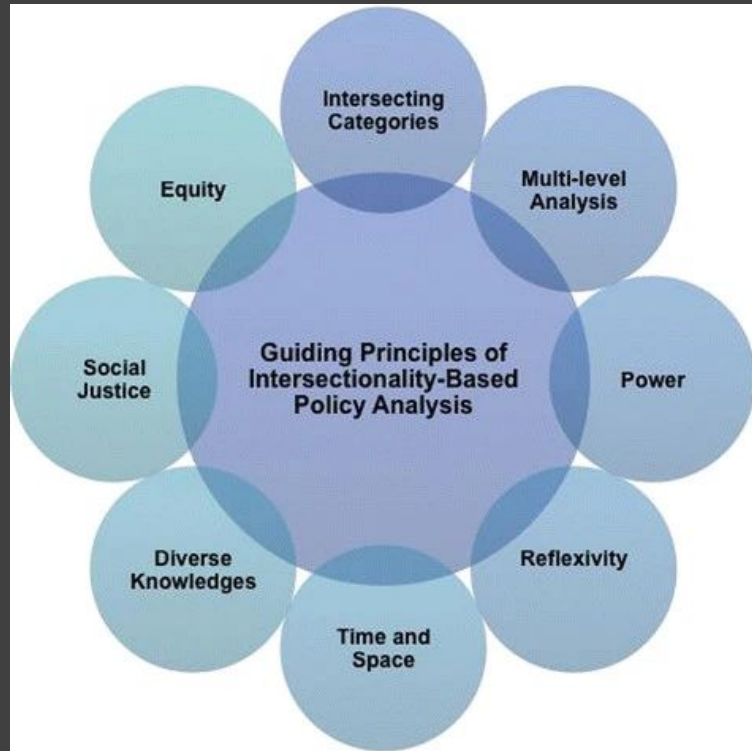 Guiding Principles of
Intersectionality-Based
Policy Analysis
Intersecting
Categories
Multi-level
Analysis
Power
Reflexivity
Time and
Space
Diverse
Knowledges
Social
Justice
Equity